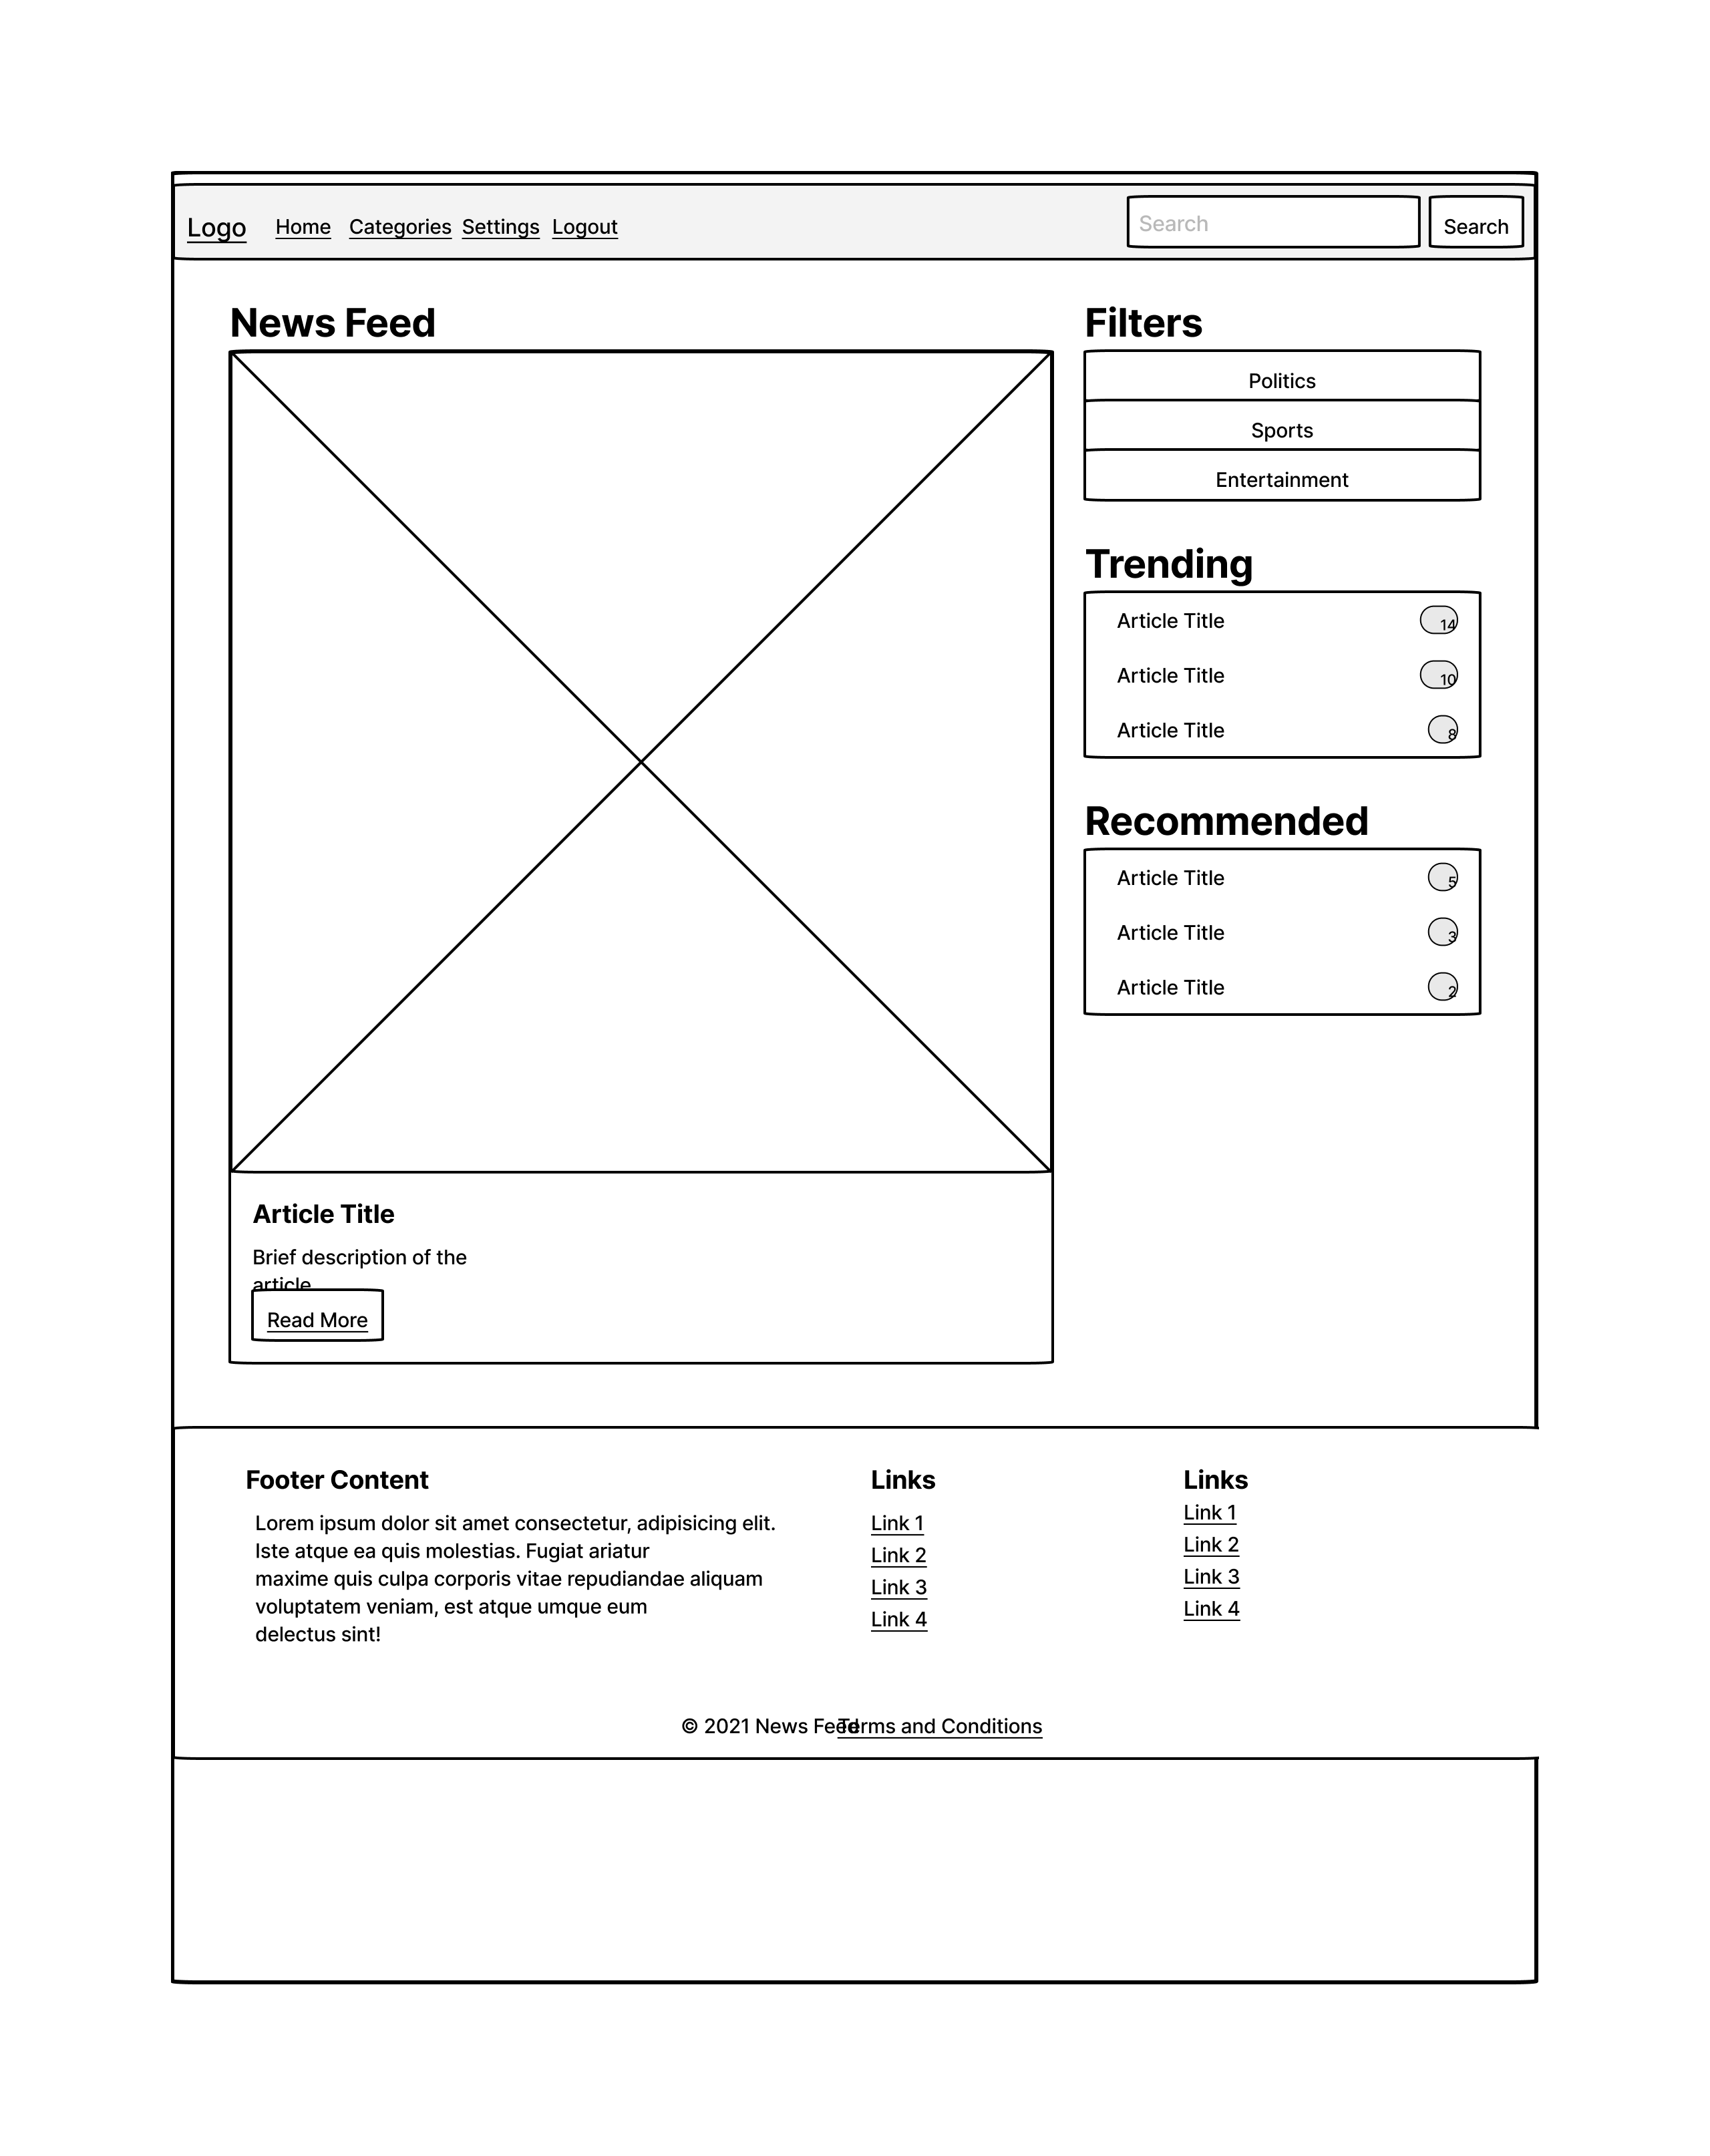 Logo Home Categories Settings Logout Search Search
News Feed
Article Title
Brief description of the
article
Read More
Filters
Politics
Sports
Entertainment
Trending
Article Title 14
Article Title 10
Article Title 8
Recommended
Article Title 5
Article Title 3
Article Title 2
Footer Content
Lorem ipsum dolor sit amet consectetur, adipisicing elit.
Iste atque ea quis molestias. Fugiat ariatur
maxime quis culpa corporis vitae repudiandae aliquam
voluptatem veniam, est atque umque eum
delectus sint!
Links
Link 1
Link 2
Link 3
Link 4
Links
Link 1
Link 2
Link 3
Link 4
© 2021 News Feed Terms and Conditions